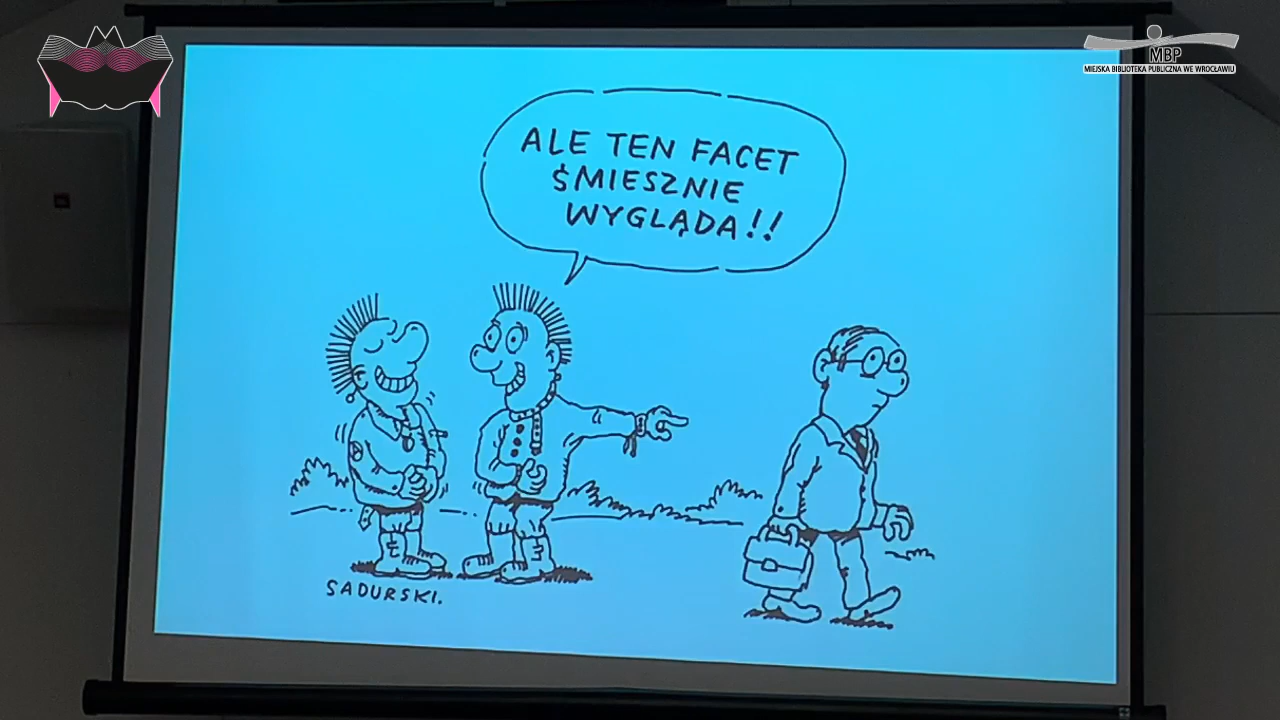 MBP
MIEJSKA BIBLIOTEKA PUBLICZNA WE WROCŁAWIU
ALE TEN FACET
ŚMIESZNIE
WYGLĄDA!!
SADURSKI.